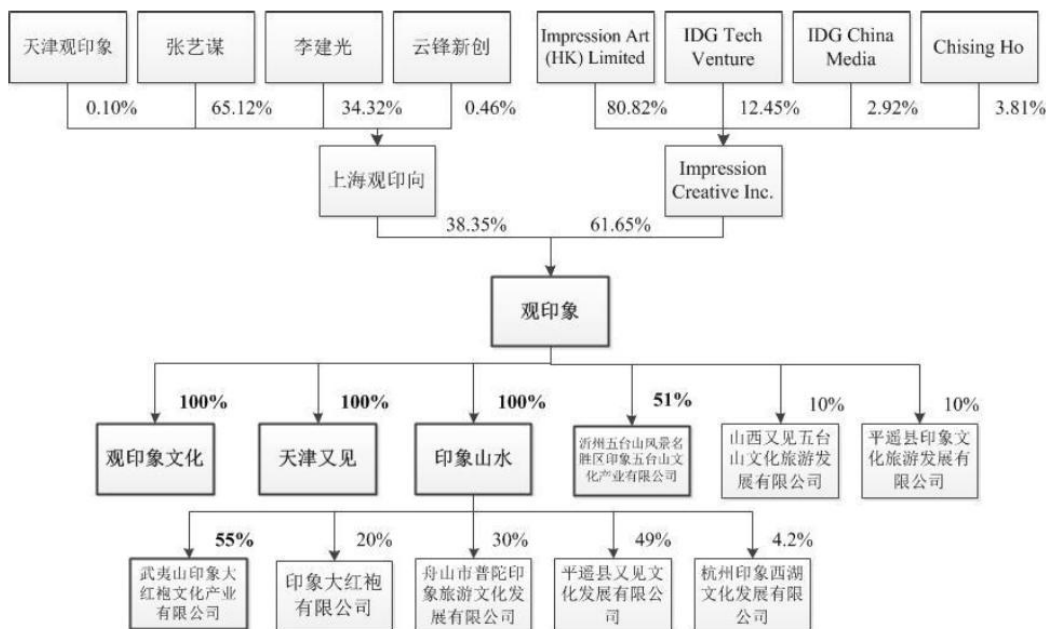 天津观印象
张艺谋
李建光
云锋新创
Impression Art
(HK) Limited
IDG Tech
Venture
IDG China
Media
Chising Ho
0.10%
65.12%
34.32%
0.46%
80.82%
12.45%
2.92%
3.81%
上海观印向
Impression
Creative Inc.
38.35%
61.65%
观印象
100%
100%
100%
51%
10%
10%
观印象文化
天津又见
印象山水
沂州五台山风景名
胜区印象五台山文
化产业有限公司
山西又见五台
山文化旅游发
展有限公司
平遥县印象文
化旅游发展有
限公司
55%
20%
30%
49%
4.2%
武夷山印象大
红袍文化产业
有限公司
印象大红袍
有限公司
舟山市普陀印
象旅游文化发
展有限公司
平遥县又见文
化发展有限公
司
杭州印象西湖
文化发展有限
公司